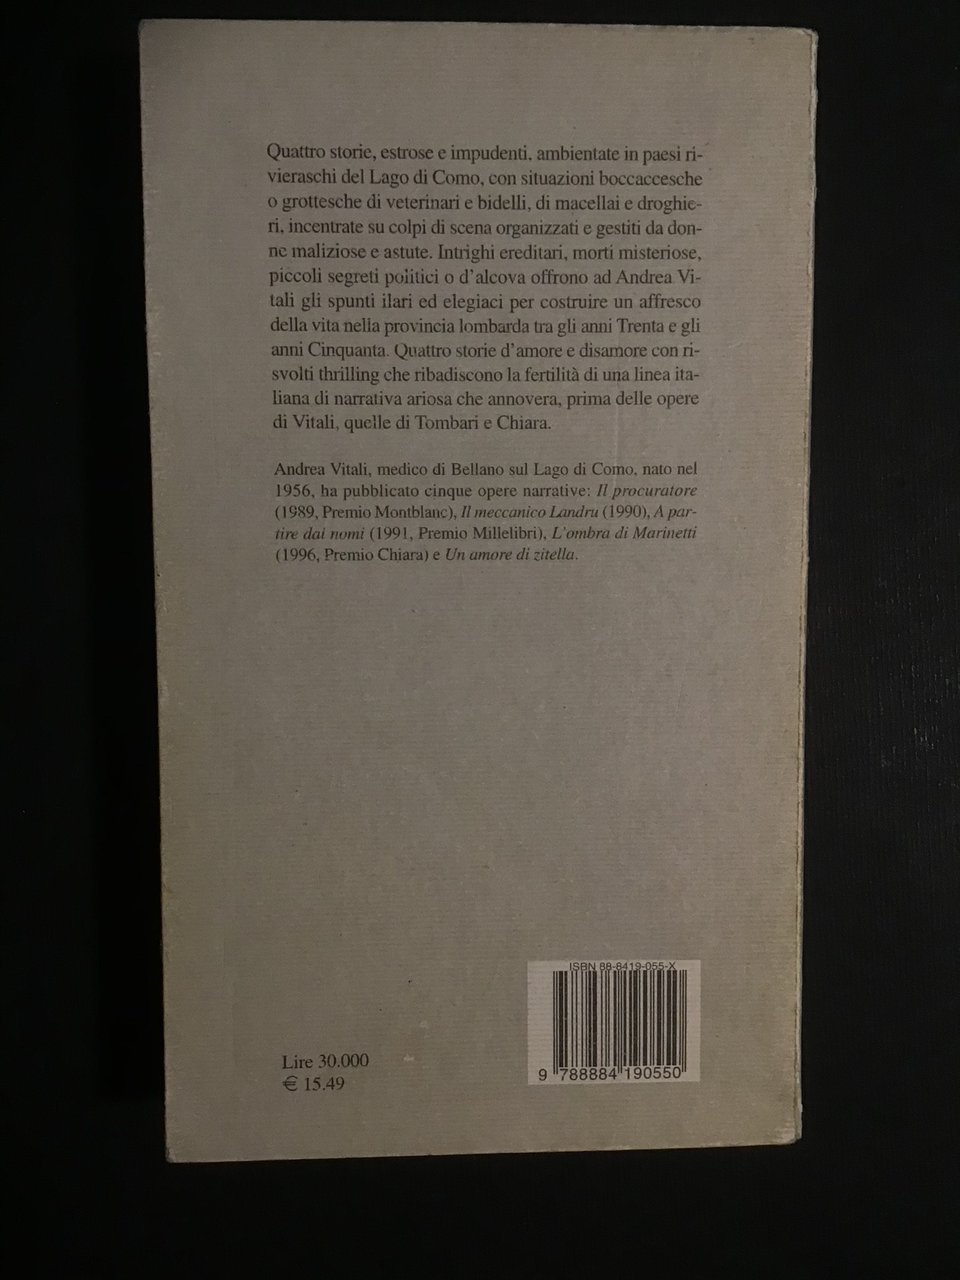 Quattro storie, estrose e impudenti, ambientate in paesi ri-
vieraschi del Lago di Como, con situazioni boccaccesche
o grottesche di veterinari e bidelli, di macellai e droghie-
ri, incentrate su colpi di scena organizzati e gestiti da don-
ne maliziose e astute. Intrighi ereditari, morti misteriose,
piccoli segreti politici o d'alcova offrono ad Andrea Vi-
tali gli spunti ilari ed elegiaci per costruire un affresco
della vita nella provincia lombarda tra gli anni Trenta e gli
anni Cinquanta. Quattro storie d'amore e disamore con ri-
svolti thrilling che ribadiscono la fertilità di una linea ita-
liana di narrativa ariosa che annovera, prima delle opere
di Vitali, quelle di Tombari e Chiara.
Andrea Vitali, medico di Bellano sul Lago di Como, nato nel
1956, ha pubblicato cinque opere narrative: Il procuratore
(1989, Premio Montblanc), Il meccanico Landru (1990), A par-
tire dai nomi (1991, Premio Millelibri), L'ombra di Marinetti
(1996, Premio Chiara) e Un amore di zitella.
ISBN 88-8419-055-X
9 788884 190550
Lire 30.000
€ 15.49